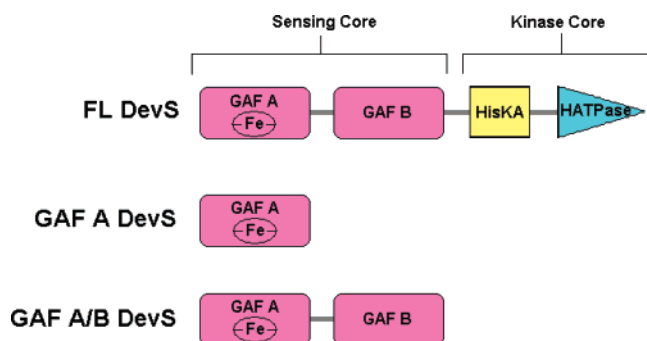 Sensing Core Kinase Core
FL DevS GAF A Fe GAF B HisKA HATPase
GAF A DevS GAF A Fe
GAF A/B DevS GAF A Fe GAF B